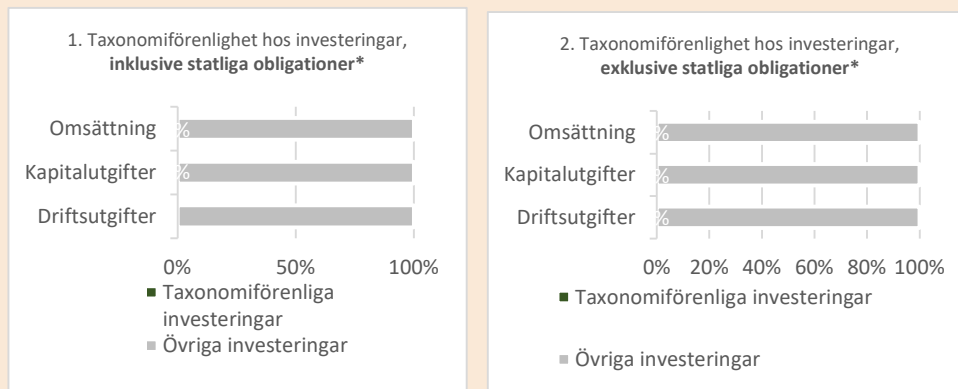 1. Taxonomiförenlighet hos investeringar,
inklusive statliga obligationer*
Omsättning
%
Kapitalutgifter
%
Driftsutgifter
0% 50% 100%
Taxonomiförenliga
investeringar
Övriga investeringar
2. Taxonomiförenlighet hos investeringar,
exklusive statliga obligationer*
Omsättning
%
Kapitalutgifter
%
Driftsutgifter
%
0% 20% 40% 60% 80% 100%
Taxonomiförenliga investeringar
Övriga investeringar